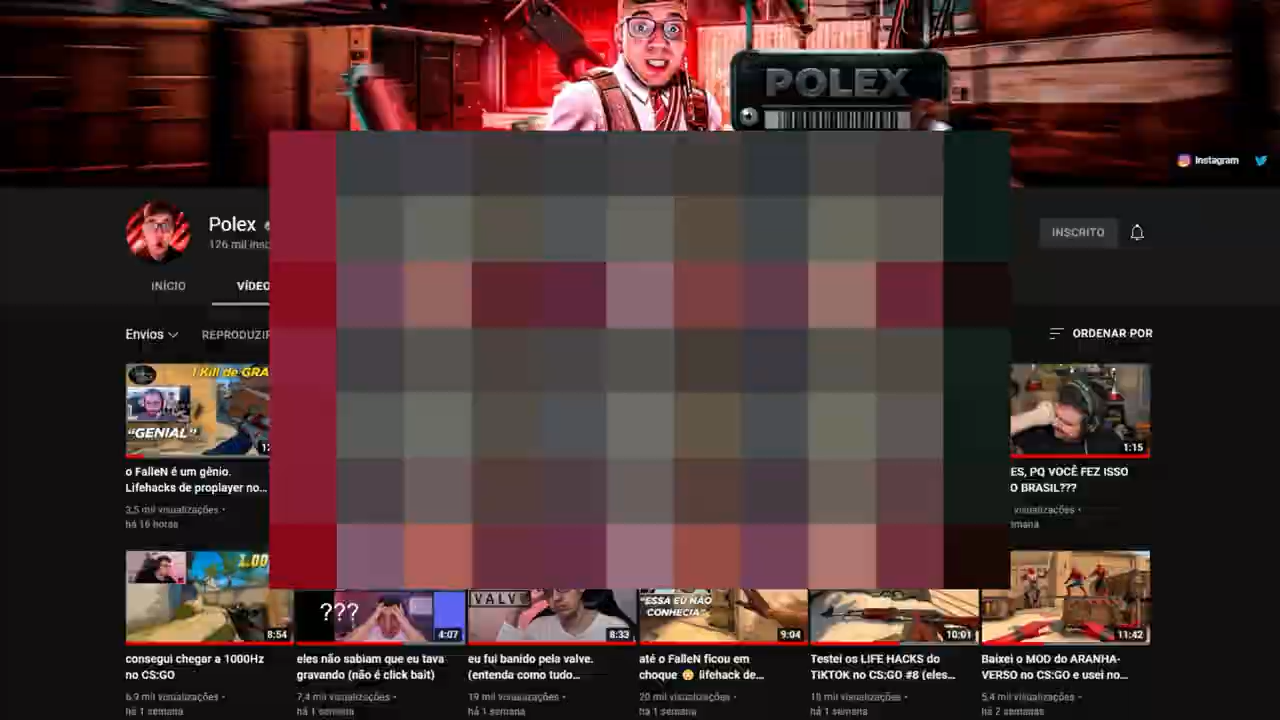 POLEX
Instagram
Polex
126 mil
INSCRITO
INÍCIO
Envios
ORDENAR POR
I Kill de GRA
"GENIAL"
1:15
o FalleN é um gênio.
Lifehacks de proplayer no...
3,5 mil visualizações •
há 16 horas
ES, PQ VOCÊ FEZ ISSO
O BRASIL???
visualizações •
1.00
???
VALV
"ESSA EU NÃO
CONHECIA"
8:54
4:07
8:33
9:04
10:01
11:42
consegui chegar a 1000Hz
no CS:GO
6,9 mil visualizações •
há 1 semana
eles não sabiam que eu tava
gravando (não é click bait)
7,4 mil visualizações •
há 1 semana
eu fui banido pela valve.
(entenda como tudo...
19 mil visualizações •
há 1 semana
até o FalleN ficou em
choque 😳 lifehack de...
20 mil visualizações •
há 1 semana
Testei os LIFE HACKS do
TiKTOK no CS:GO #8 (eles...
18 mil visualizações •
há 1 semana
Baixei o MOD do ARANHA-
VERSO no CS:GO e usei no...
5,4 mil visualizações •
há 2 semanas